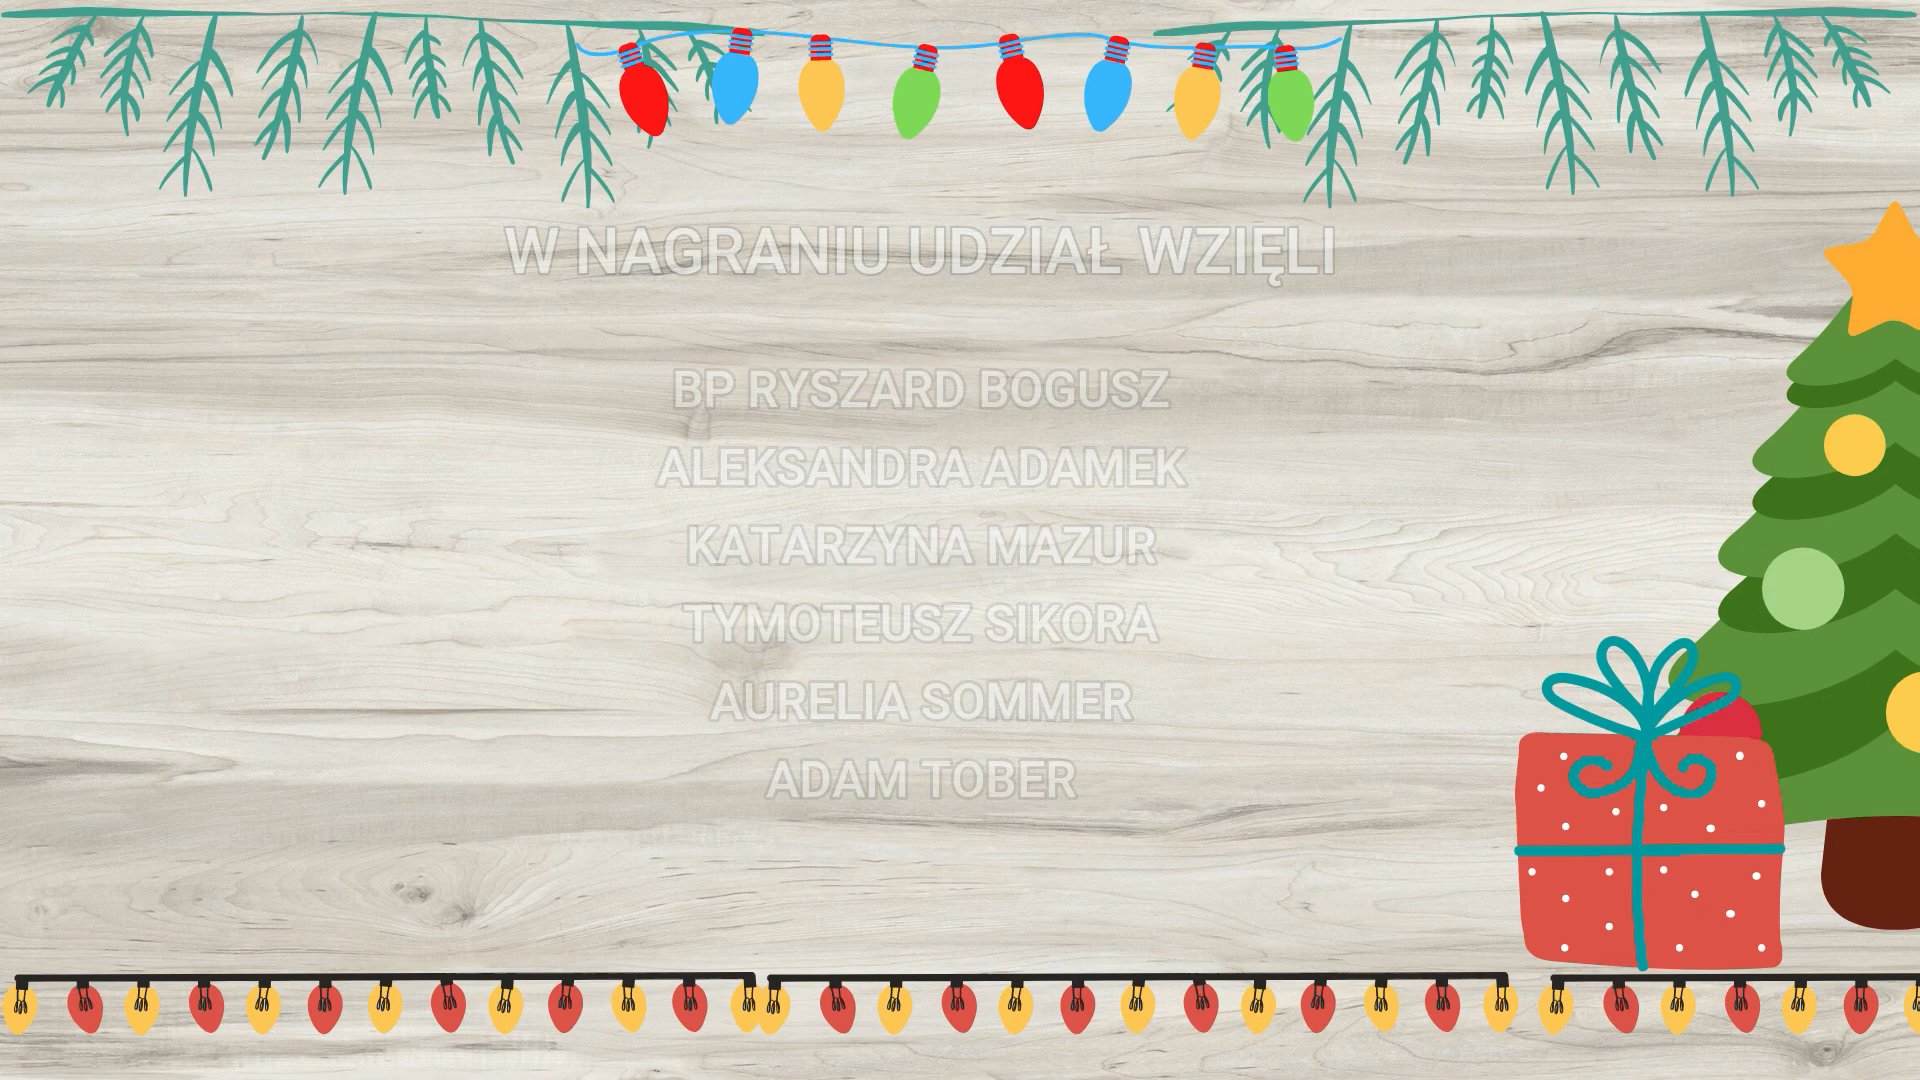 W NAGRANIU UDZIAŁ WZIĘLI
BP RYSZARD BOGUSZ
ALEKSANDRA ADAMEK
KATARZYNA MAZUR
TYMOTEUSZ SIKORA
AURELIA SOMMER
ADAM TOBER